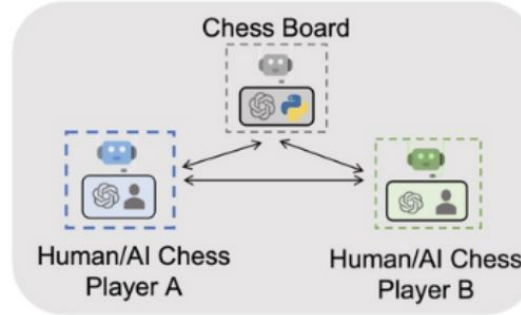 Chess Board
Human/AI Chess
Player A
Human/AI Chess
Player B